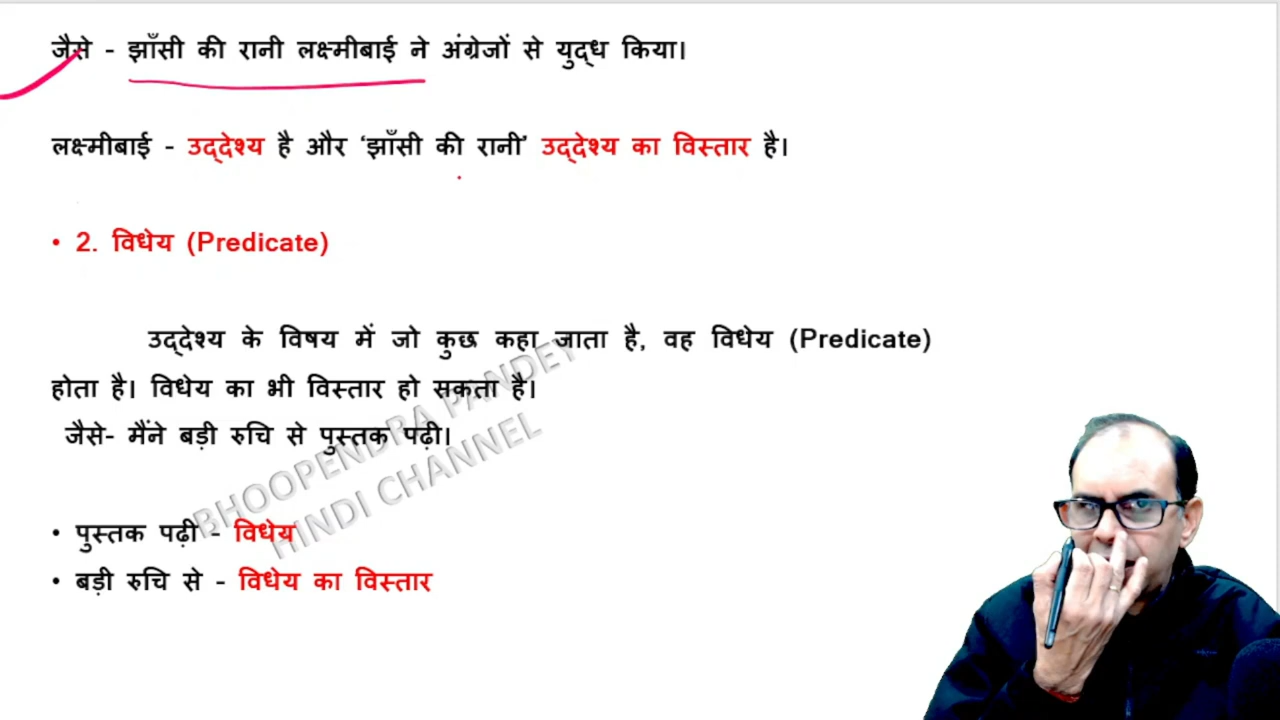 जैसे - झाँसी की रानी लक्ष्मीबाई ने अंग्रेजों से युद्ध किया।
लक्ष्मीबाई - उद्देश्य है और ‘झाँसी की रानी’ उद्देश्य का विस्तार है।
• 2. विधेय (Predicate)
उद्देश्य के विषय में जो कुछ कहा जाता है, वह विधेय (Predicate)
होता है। विधेय का भी विस्तार हो सकता है।
जैसे- मैंने बड़ी रुचि से पुस्तक पढ़ी।
BHOOPENDRA PANDEY
HINDI CHANNEL
• पुस्तक पढ़ी - विधेय
• बड़ी रुचि से - विधेय का विस्तार